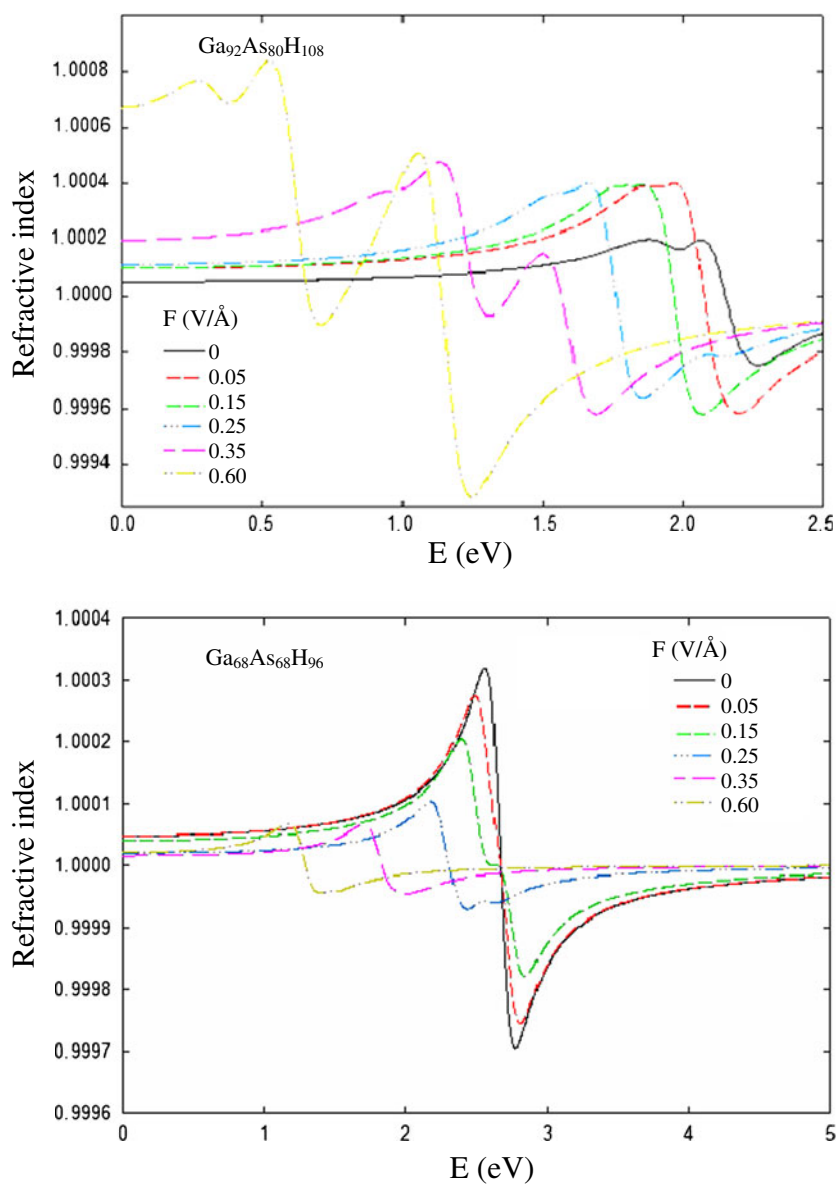 Ga₉₂As₈₀H₁₀₈
Refractive index
1.0008
1.0006
1.0004
1.0002
1.0000
0.9998
0.9996
0.9994
F (V/Å)
0
0.05
0.15
0.25
0.35
0.60
0.0 0.5 1.0 1.5 2.0 2.5
E (eV)
Ga₆₈As₆₈H₉₆
Refractive index
1.0004
1.0003
1.0002
1.0001
1.0000
0.9999
0.9998
0.9997
0.9996
F (V/Å)
0
0.05
0.15
0.25
0.35
0.60
0 1 2 3 4 5
E (eV)